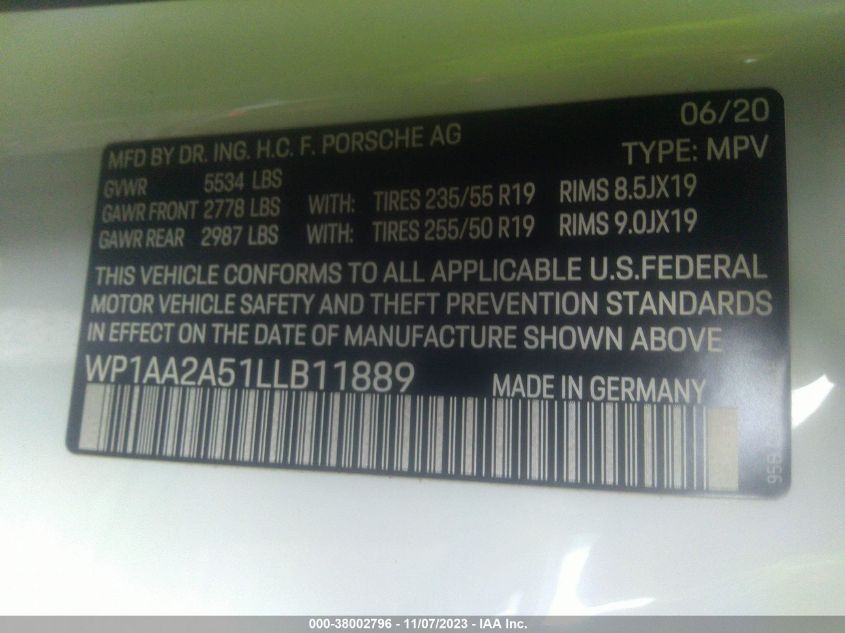 06/20
MFD BY DR. ING. H.C. F. PORSCHE AG TYPE: MPV
GVWR 5534 LBS
GAWR FRONT 2778 LBS WITH: TIRES 235/55 R19 RIMS 8.5JX19
GAWR REAR 2987 LBS WITH: TIRES 255/50 R19 RIMS 9.0JX19
THIS VEHICLE CONFORMS TO ALL APPLICABLE U.S.FEDERAL
MOTOR VEHICLE SAFETY AND THEFT PREVENTION STANDARDS
IN EFFECT ON THE DATE OF MANUFACTURE SHOWN ABOVE
WP1AA2A51LLB11889 MADE IN GERMANY
000-38002796 - 11/07/2023 - IAA Inc.